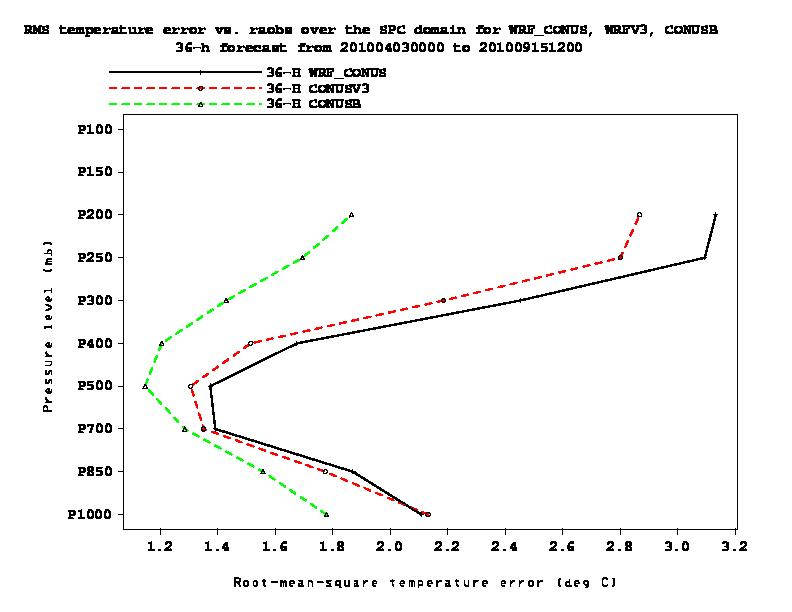 RMS temperature error vs. raobs over the SPC domain for WRF_CONUS, WRFV3, CONUSB
36-h forecast from 201004030000 to 201009151200
36-H WRF_CONUS
36-H CONUSV3
36-H CONUSB
P100
P150
P200
P250
P300
P400
P500
P700
P850
P1000
Pressure level (mb)
1.2 1.4 1.6 1.8 2.0 2.2 2.4 2.6 2.8 3.0 3.2
Root-mean-square temperature error (deg C)